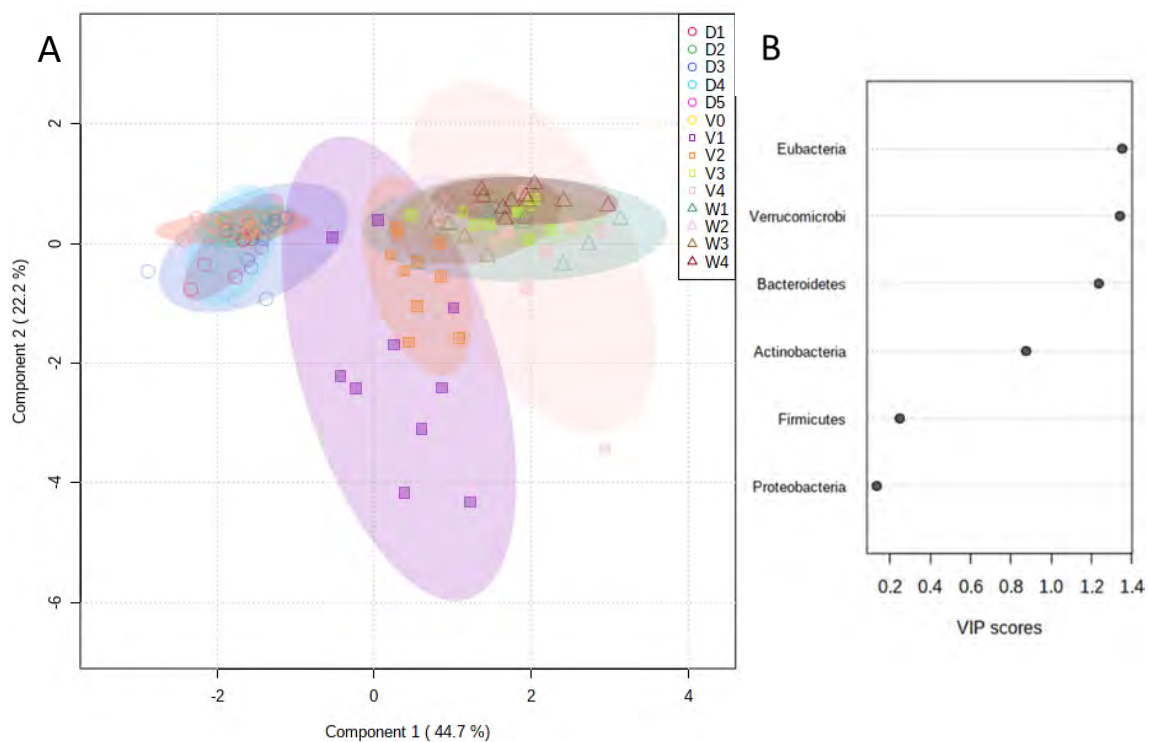 A
D1
D2
D3
D4
D5
V0
V1
V2
V3
V4
W1
W2
W3
W4
2
0
-2
-4
-6
Component 2 ( 22.2 %)
-2
0
2
4
Component 1 ( 44.7 %)
B
Eubacteria
Verrucomicrobi
Bacteroidetes
Actinobacteria
Firmicutes
Proteobacteria
0.2 0.4 0.6 0.8 1.0 1.2 1.4
VIP scores